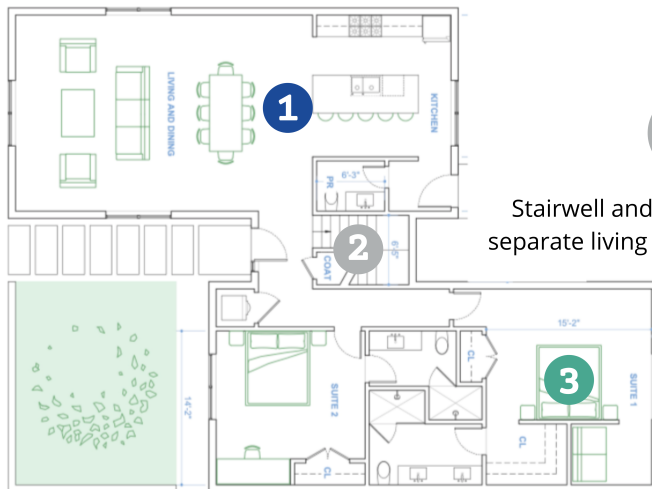 1
KITCHEN
LIVING AND DINING
6'-3"
PR.
Stairwell and
separate living
2
6'-5"
COAT
15'-2"
CL
3
SUITE 1
SUITE 2
14'-2"
CL
CL